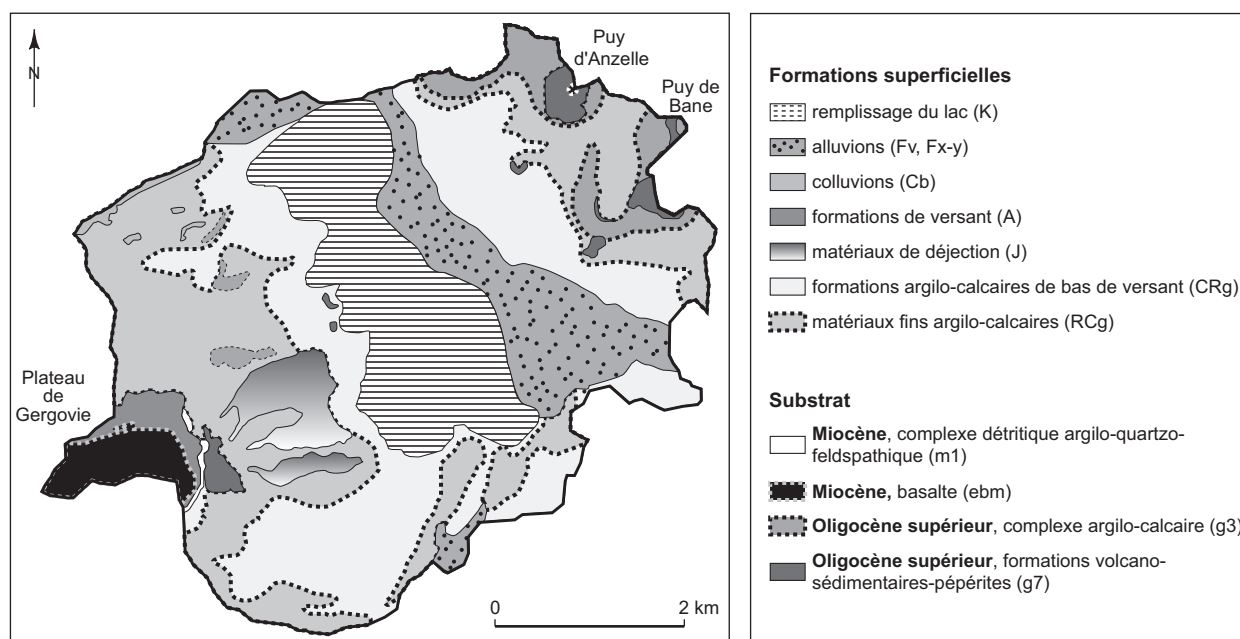 N
Puy
d'Anzelle
Puy de
Bane
Plateau
de
Gergovie
0 2 km
Formations superficielles
remplissage du lac (K)
alluvions (Fv, Fx-y)
colluvions (Cb)
formations de versant (A)
matériaux de déjection (J)
formations argilo-calcaires de bas de versant (CRg)
matériaux fins argilo-calcaires (RCg)
Substrat
Miocène, complexe détritique argilo-quartzo-
feldspathique (m1)
Miocène, basalte (ebm)
Oligocène supérieur, complexe argilo-calcaire (g3)
Oligocène supérieur, formations volcano-
sédimentaires-pépérites (g7)